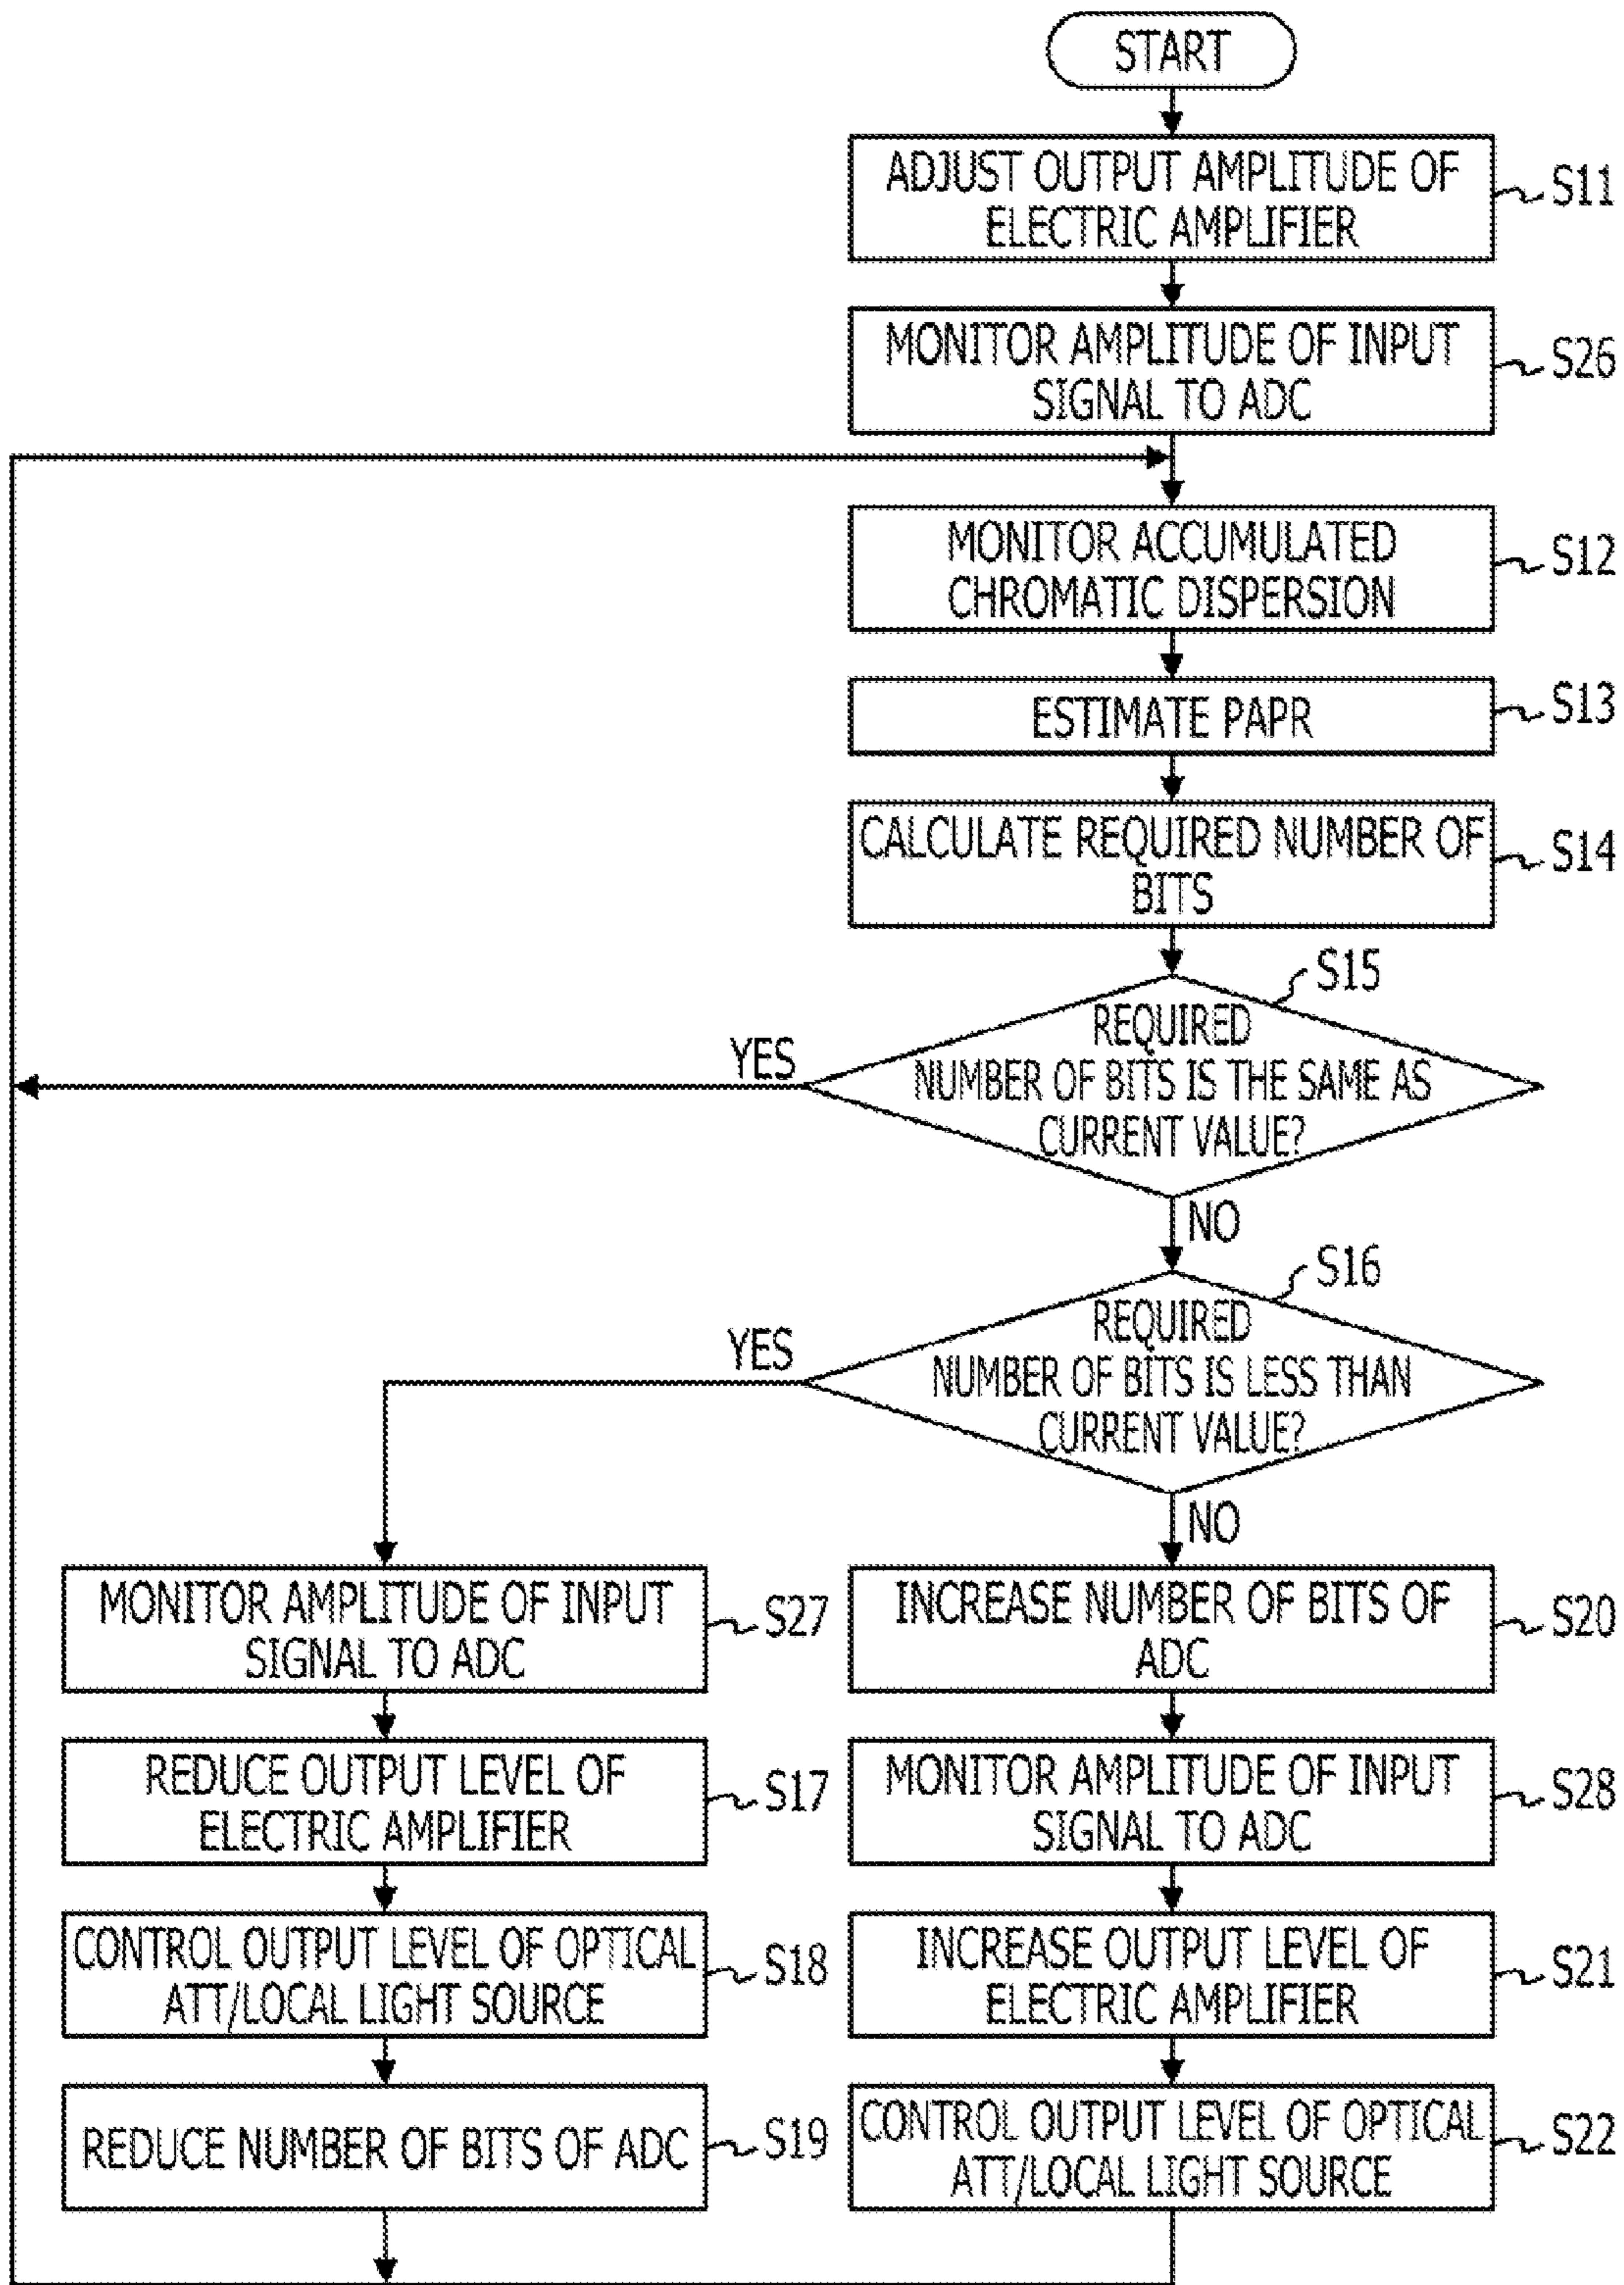 START
ADJUST OUTPUT AMPLITUDE OF
ELECTRIC AMPLIFIER
S11
MONITOR AMPLITUDE OF INPUT
SIGNAL TO ADC
S26
MONITOR ACCUMULATED
CHROMATIC DISPERSION
S12
ESTIMATE PAPR
S13
CALCULATE REQUIRED NUMBER OF
BITS
S14
S15
REQUIRED
NUMBER OF BITS IS THE SAME AS
CURRENT VALUE?
YES
NO
S16
REQUIRED
NUMBER OF BITS IS LESS THAN
CURRENT VALUE?
YES
NO
MONITOR AMPLITUDE OF INPUT
SIGNAL TO ADC
S27
REDUCE OUTPUT LEVEL OF
ELECTRIC AMPLIFIER
S17
CONTROL OUTPUT LEVEL OF OPTICAL
ATT/LOCAL LIGHT SOURCE
S18
REDUCE NUMBER OF BITS OF ADC
S19
INCREASE NUMBER OF BITS OF
ADC
S20
MONITOR AMPLITUDE OF INPUT
SIGNAL TO ADC
S28
INCREASE OUTPUT LEVEL OF
ELECTRIC AMPLIFIER
S21
CONTROL OUTPUT LEVEL OF OPTICAL
ATT/LOCAL LIGHT SOURCE
S22